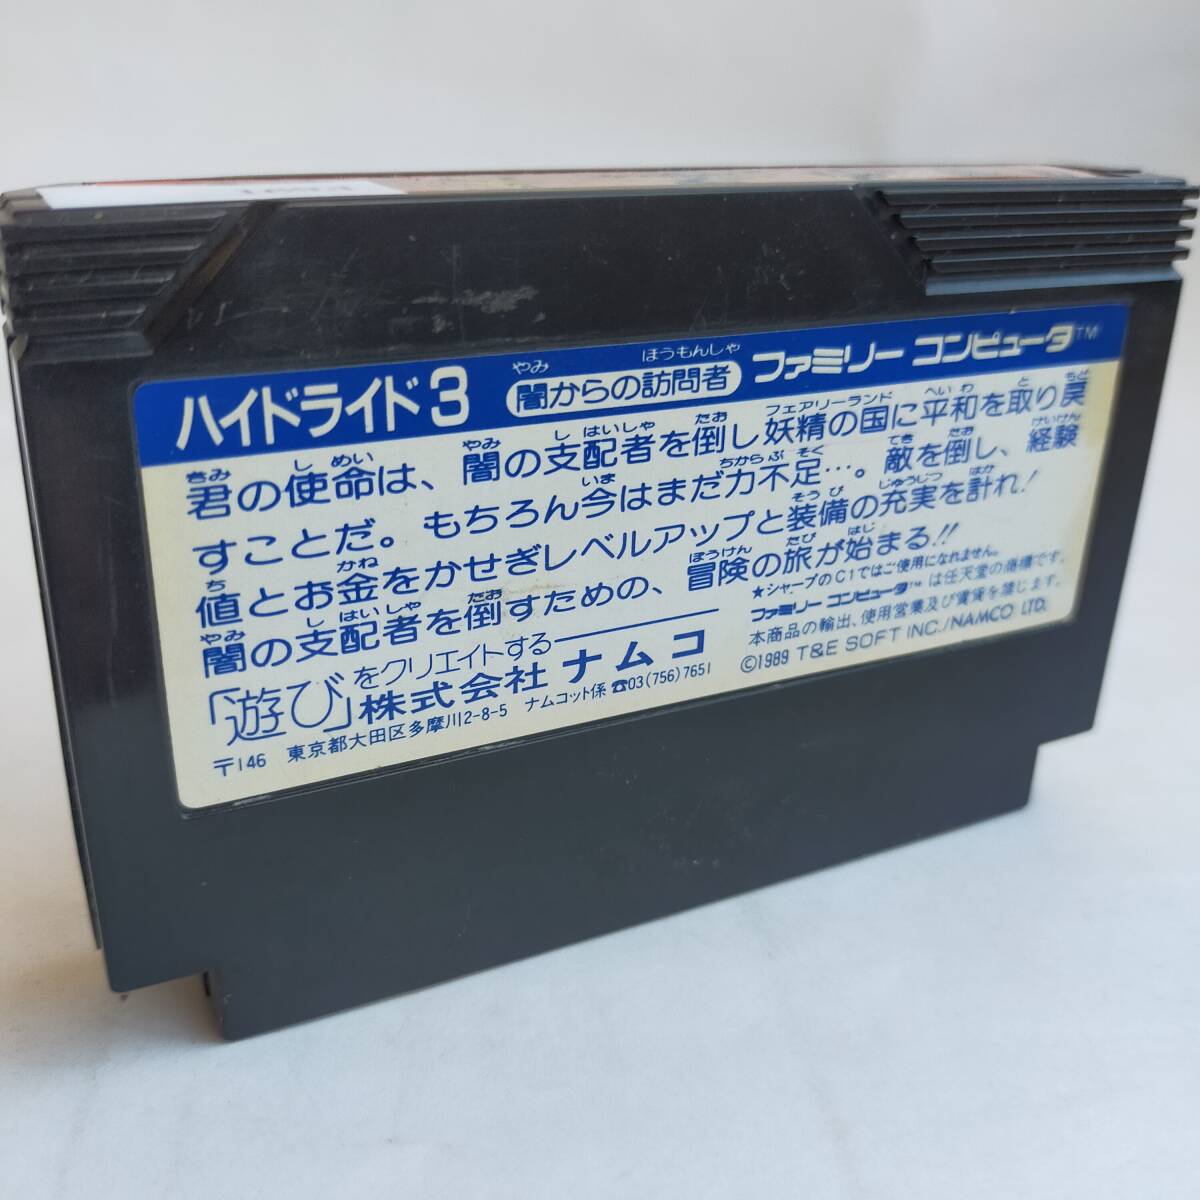 ハイドライド3 闇からの訪問者 ファミリー コンピュータTM
やみ ほうもんしゃ
君の使命は、闇の支配者を倒し妖精の国に平和を取り戻
きみ しめい やみ しはいしゃ たお フェアリーランド へいわ と もど
すことだ。もちろん今はまだ力不足…。敵を倒し、経験
いま ちからぶそく てき たお けいけん
値とお金をかせぎレベルアップと装備の充実を計れ!
ち かね そうび じゅうじつ はか
闇の支配者を倒すための、冒険の旅が始まる!!
やみ しはいしゃ たお ぼうけん たび はじ
「遊び」をクリエイトする
株式会社 ナムコ
〒146 東京都大田区多摩川2-8-5 ナムコット係 ☎03(756)7651
★シャープのC1ではご使用になれません。
ファミリー コンピュータ™ は任天堂の商標です。
本商品の輸出、使用営業及び賃貸を禁じます。
©1989 T&E SOFT INC./NAMCO LTD.